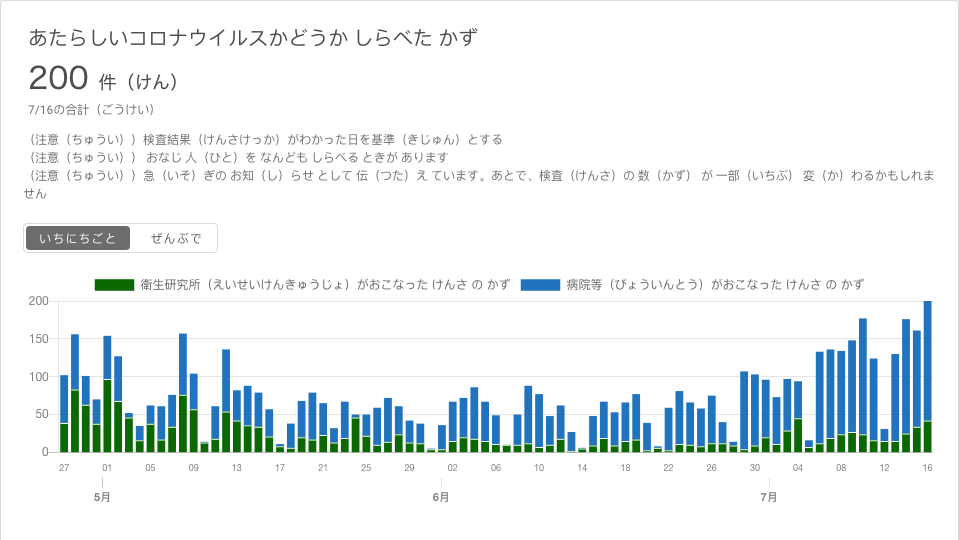 あたらしいコロナウイルスかどうか しらべた かず
200 件（けん）
7/16の合計（ごうけい）
（注意（ちゅうい））検査結果（けんさけっか）がわかった日を基準（きじゅん）とする
（注意（ちゅうい）） おなじ 人（ひと）を なんども しらべる ときが あります
（注意（ちゅうい））急（いそ）ぎの お知（し）らせ として 伝（つた）え ています。あとで、検査（けんさ）の 数（かず） が 一部（いちぶ） 変（か）わるかもしれま
せん
いちにちごと ぜんぶで
衛生研究所（えいせいけんきゅうじょ）がおこなった けんさ の かず 病院等（びょういんとう）がおこなった けんさ の かず
200
150
100
50
0
27 01 05 09 13 17 21 25 29 02 06 10 14 18 22 26 30 04 08 12 16
5月 6月 7月